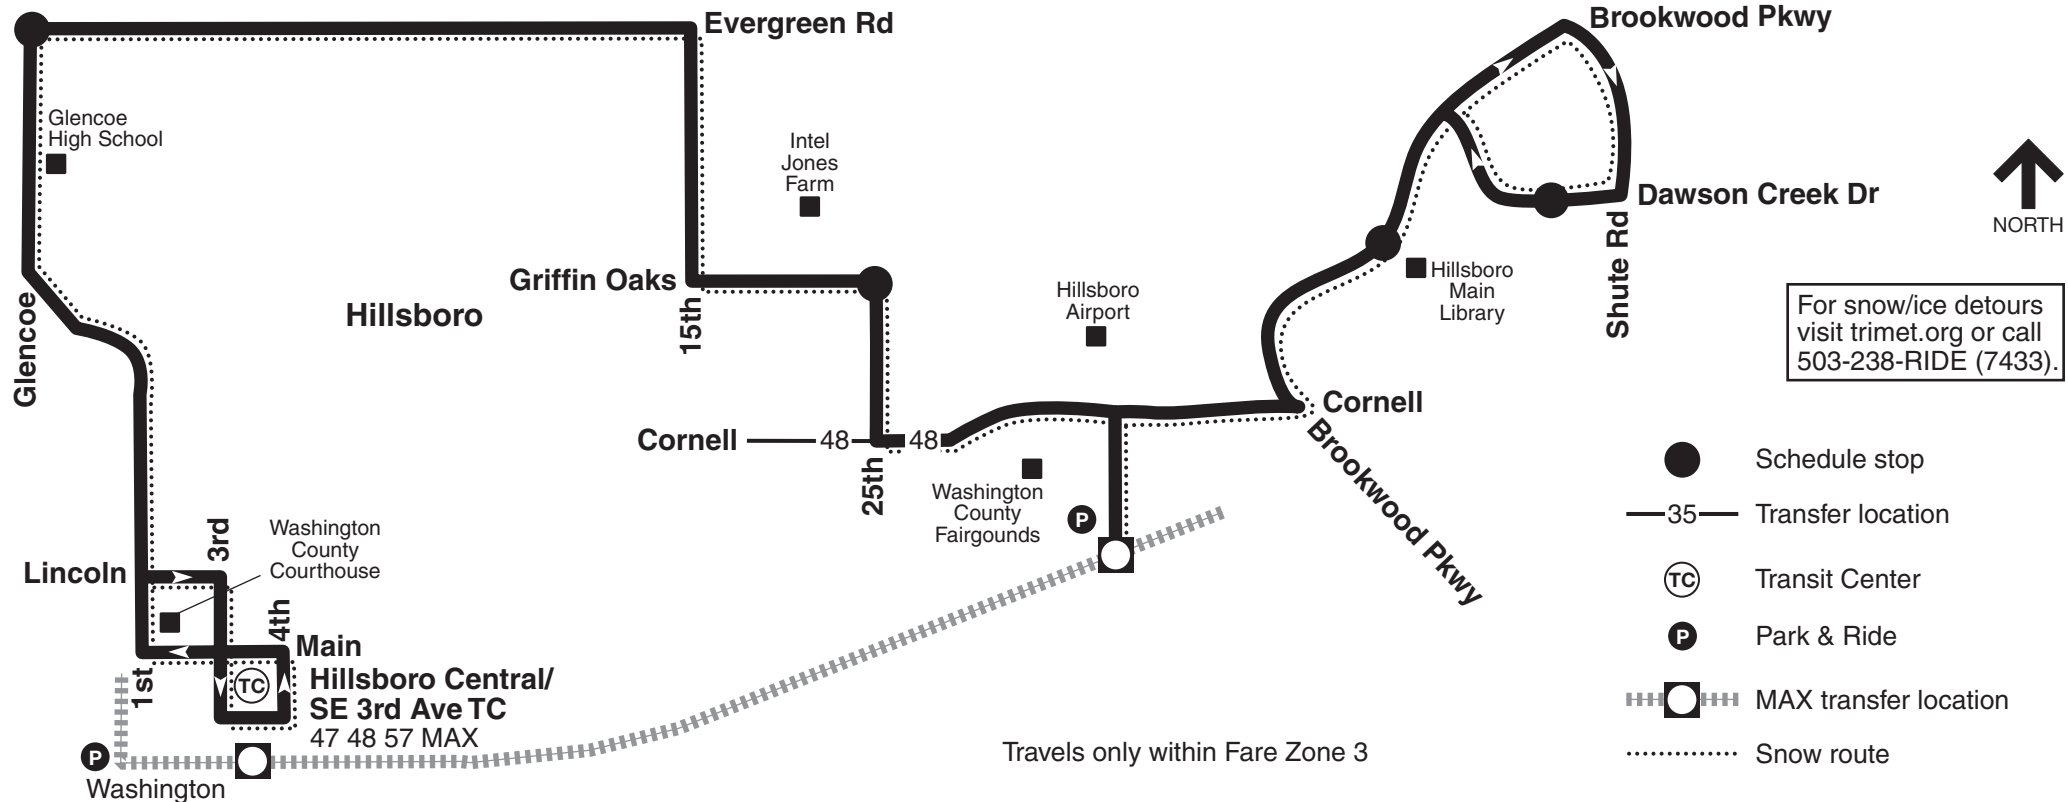 Evergreen Rd
Brookwood Pkwy
Glencoe
High School
Intel
Jones
Farm
Dawson Creek Dr
NORTH
Shute Rd
Griffin Oaks
15th
Hillsboro
Glencoe
Hillsboro
Airport
Hillsboro
Main
Library
For snow/ice detours
visit trimet.org or call
503-238-RIDE (7433).
Cornell
Brookwood Pkwy
Cornell
48
48
25th
Washington
County
Fairgounds
P
Schedule stop
35
Transfer location
TC
Transit Center
P
Park & Ride
MAX transfer location
Snow route
Lincoln
3rd
Washington
County
Courthouse
4th
Main
1st
TC
Hillsboro Central/
SE 3rd Ave TC
47 48 57 MAX
P
Washington
Travels only within Fare Zone 3